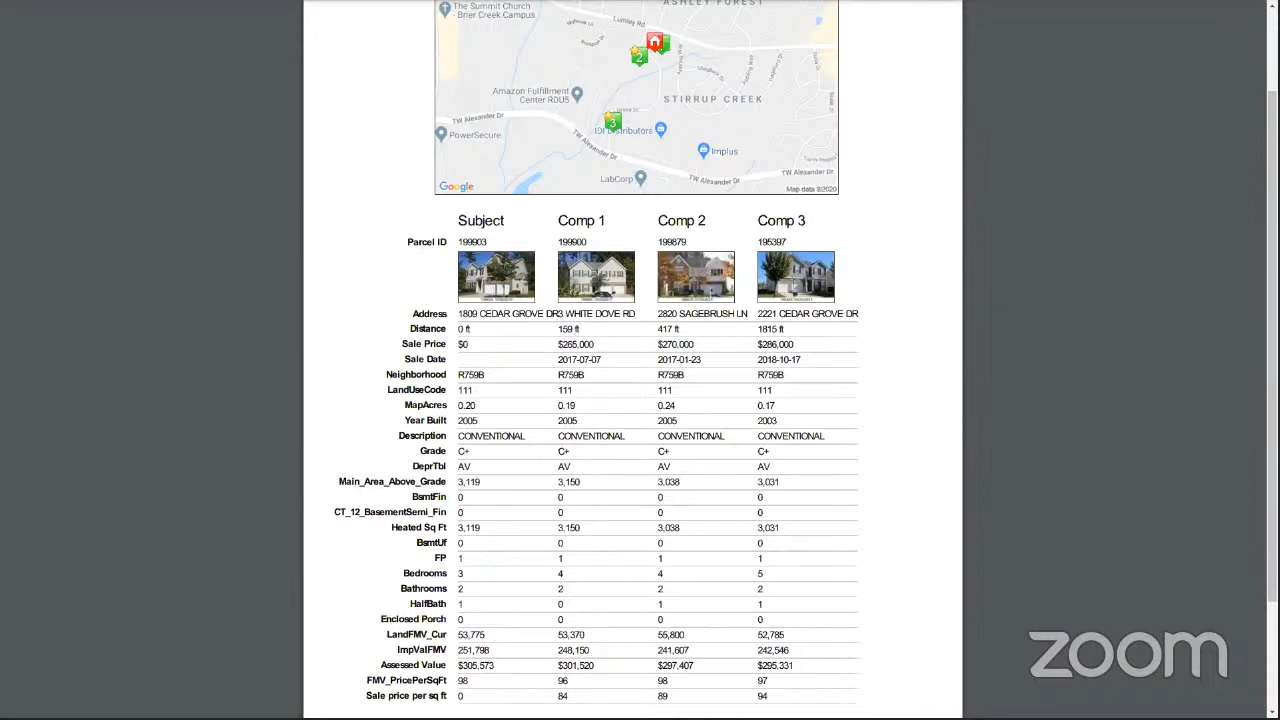 The Summit Church
- Brier Creek Campus
ASHLEY FOREST
Lumley Rd
2
Amazon Fulfillment
Center RDU5
STIRRUP CREEK
3
TW Alexander Dr
IDI Distributors
PowerSecure
Implus
TW Alexander Dr
LabCorp
TW Alexander Dr
TW Alexander Dr
Google
Map data ©2020
Subject Comp 1 Comp 2 Comp 3
Parcel ID 199903 199900 199879 195397
Address 1809 CEDAR GROVE DR3 WHITE DOVE RD 2820 SAGEBRUSH LN 2221 CEDAR GROVE DR
Distance 0 ft 159 ft 417 ft 1815 ft
Sale Price $0 $265,000 $270,000 $286,000
Sale Date 2017-07-07 2017-01-23 2018-10-17
Neighborhood R759B R759B R759B R759B
LandUseCode 111 111 111 111
MapAcres 0.20 0.19 0.24 0.17
Year Built 2005 2005 2005 2003
Description CONVENTIONAL CONVENTIONAL CONVENTIONAL CONVENTIONAL
Grade C+ C+ C+ C+
DeprTbl AV AV AV AV
Main_Area_Above_Grade 3,119 3,150 3,038 3,031
BsmtFin 0 0 0 0
CT_12_BasementSemi_Fin 0 0 0 0
Heated Sq Ft 3,119 3,150 3,038 3,031
BsmtUf 0 0 0 0
FP 1 1 1 1
Bedrooms 3 4 4 5
Bathrooms 2 2 2 2
HalfBath 1 0 1 1
Enclosed Porch 0 0 0 0
LandFMV_Cur 53,775 53,370 55,800 52,785
ImpValFMV 251,798 248,150 241,607 242,546
Assessed Value $305,573 $301,520 $297,407 $295,331
FMV_PricePerSqFt 98 96 98 97
Sale price per sq ft 0 84 89 94
zoom